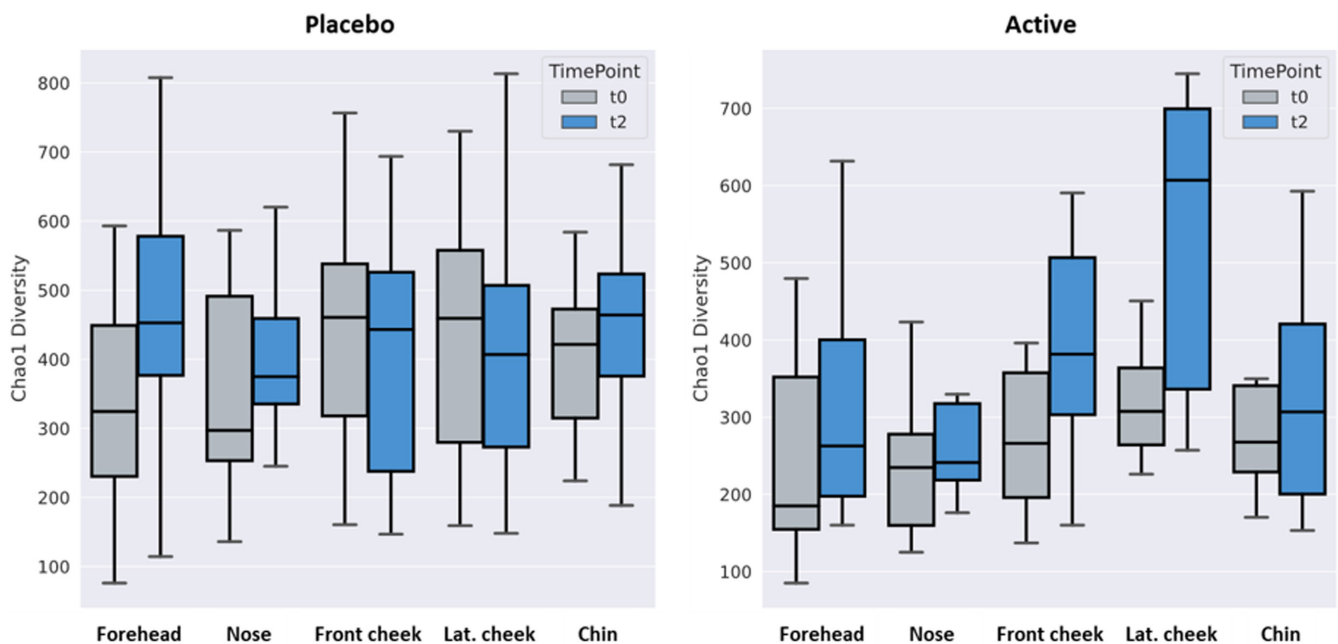 Placebo
Chao1 Diversity
800
700
600
500
400
300
200
100
TimePoint
t0
t2
Forehead Nose Front cheek Lat. cheek Chin
Active
Chao1 Diversity
700
600
500
400
300
200
100
TimePoint
t0
t2
Forehead Nose Front cheek Lat. cheek Chin